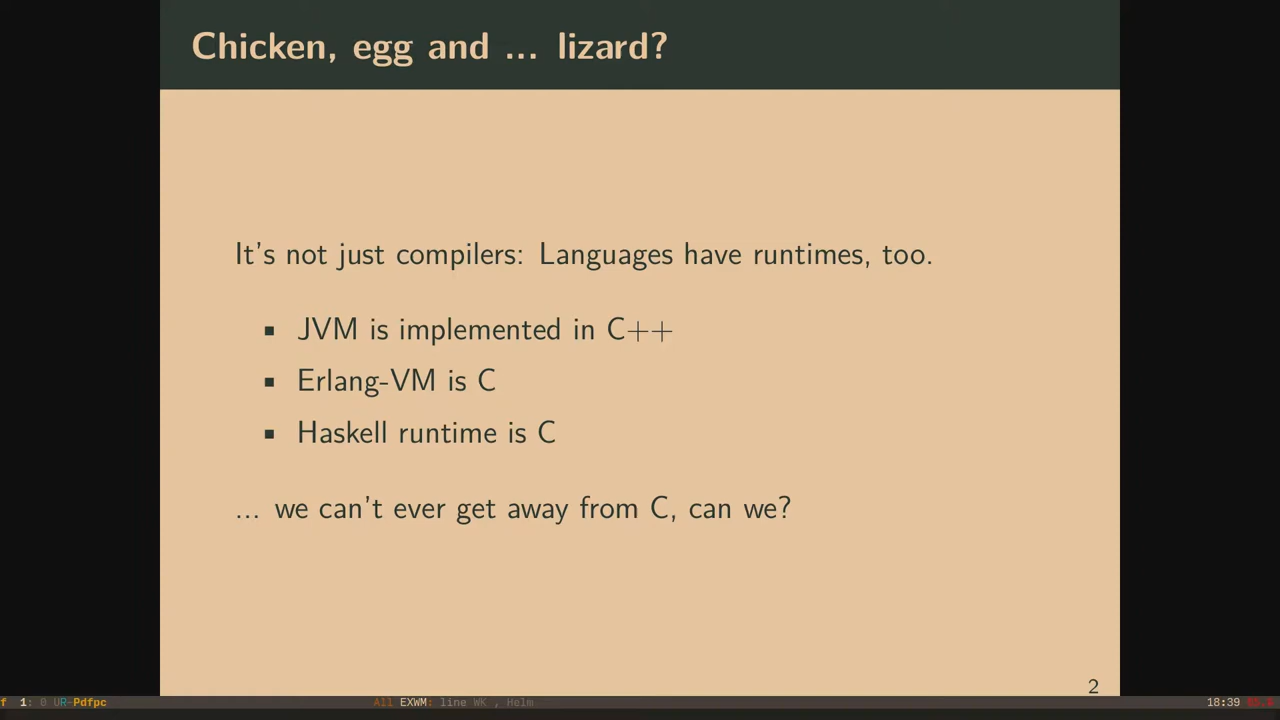 Chicken, egg and ... lizard?
It's not just compilers: Languages have runtimes, too.
▪ JVM is implemented in C++
▪ Erlang-VM is C
▪ Haskell runtime is C
... we can't ever get away from C, can we?
2
f 1: 0 UR-Pdfpc All EXWM: line WK , Helm 18:39